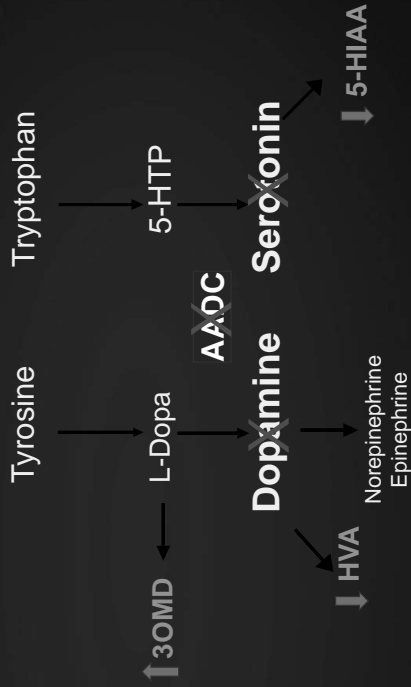 Tyrosine
Tryptophan
L-Dopa
5-HTP
AADC
3OMD
Dopamine
Serotonin
HVA
Norepinephrine
Epinephrine
5-HIAA